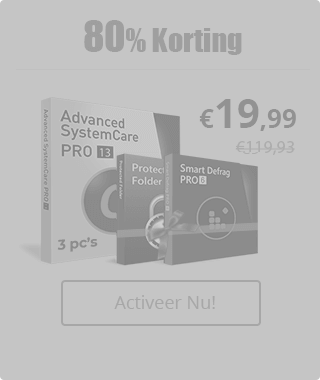 80% Korting
€19,99
€119,93
Advanced SystemCare PRO 13
Advanced
SystemCare
PRO 13
3 pc's
Protected Folder
Protec
Folder
Smart Defrag
PRO 6
Activeer Nu!